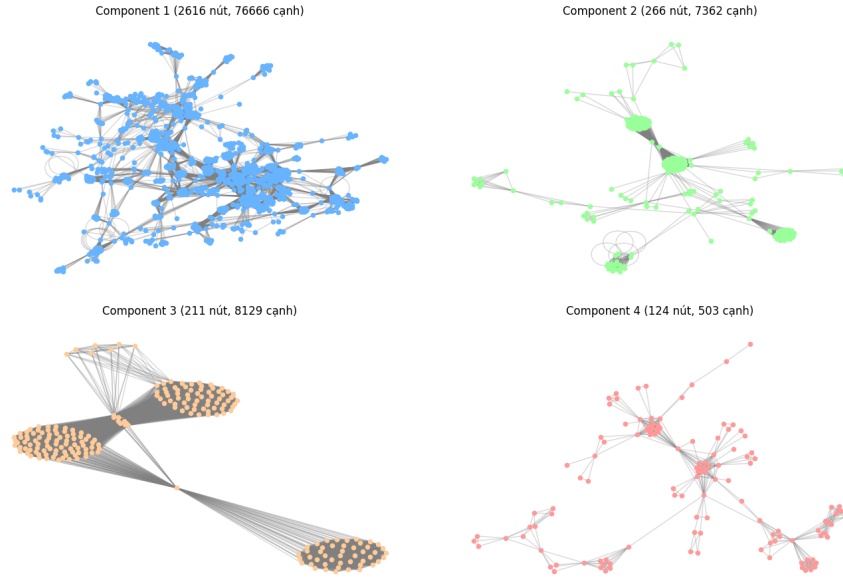 Component 1 (2616 nút, 76666 cạnh)
Component 2 (266 nút, 7362 cạnh)
Component 3 (211 nút, 8129 cạnh)
Component 4 (124 nút, 503 cạnh)